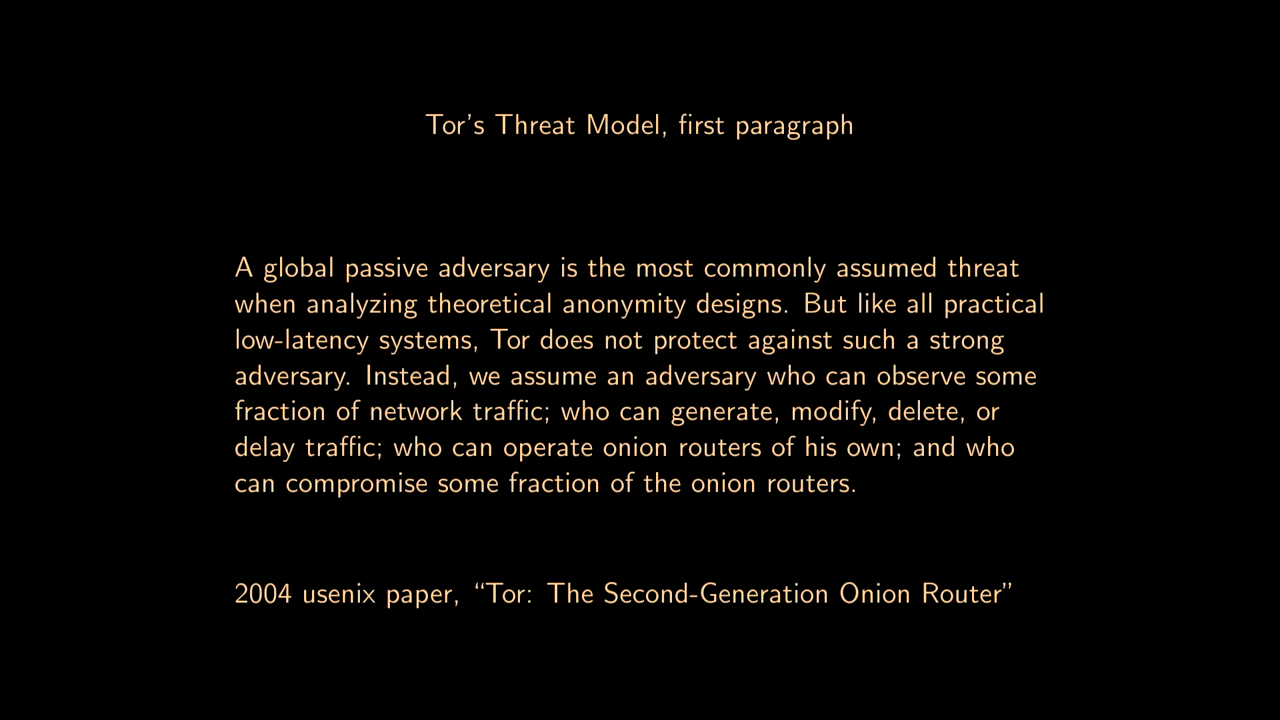 Tor's Threat Model, first paragraph
A global passive adversary is the most commonly assumed threat
when analyzing theoretical anonymity designs. But like all practical
low-latency systems, Tor does not protect against such a strong
adversary. Instead, we assume an adversary who can observe some
fraction of network traffic; who can generate, modify, delete, or
delay traffic; who can operate onion routers of his own; and who
can compromise some fraction of the onion routers.
2004 usenix paper, “Tor: The Second-Generation Onion Router”